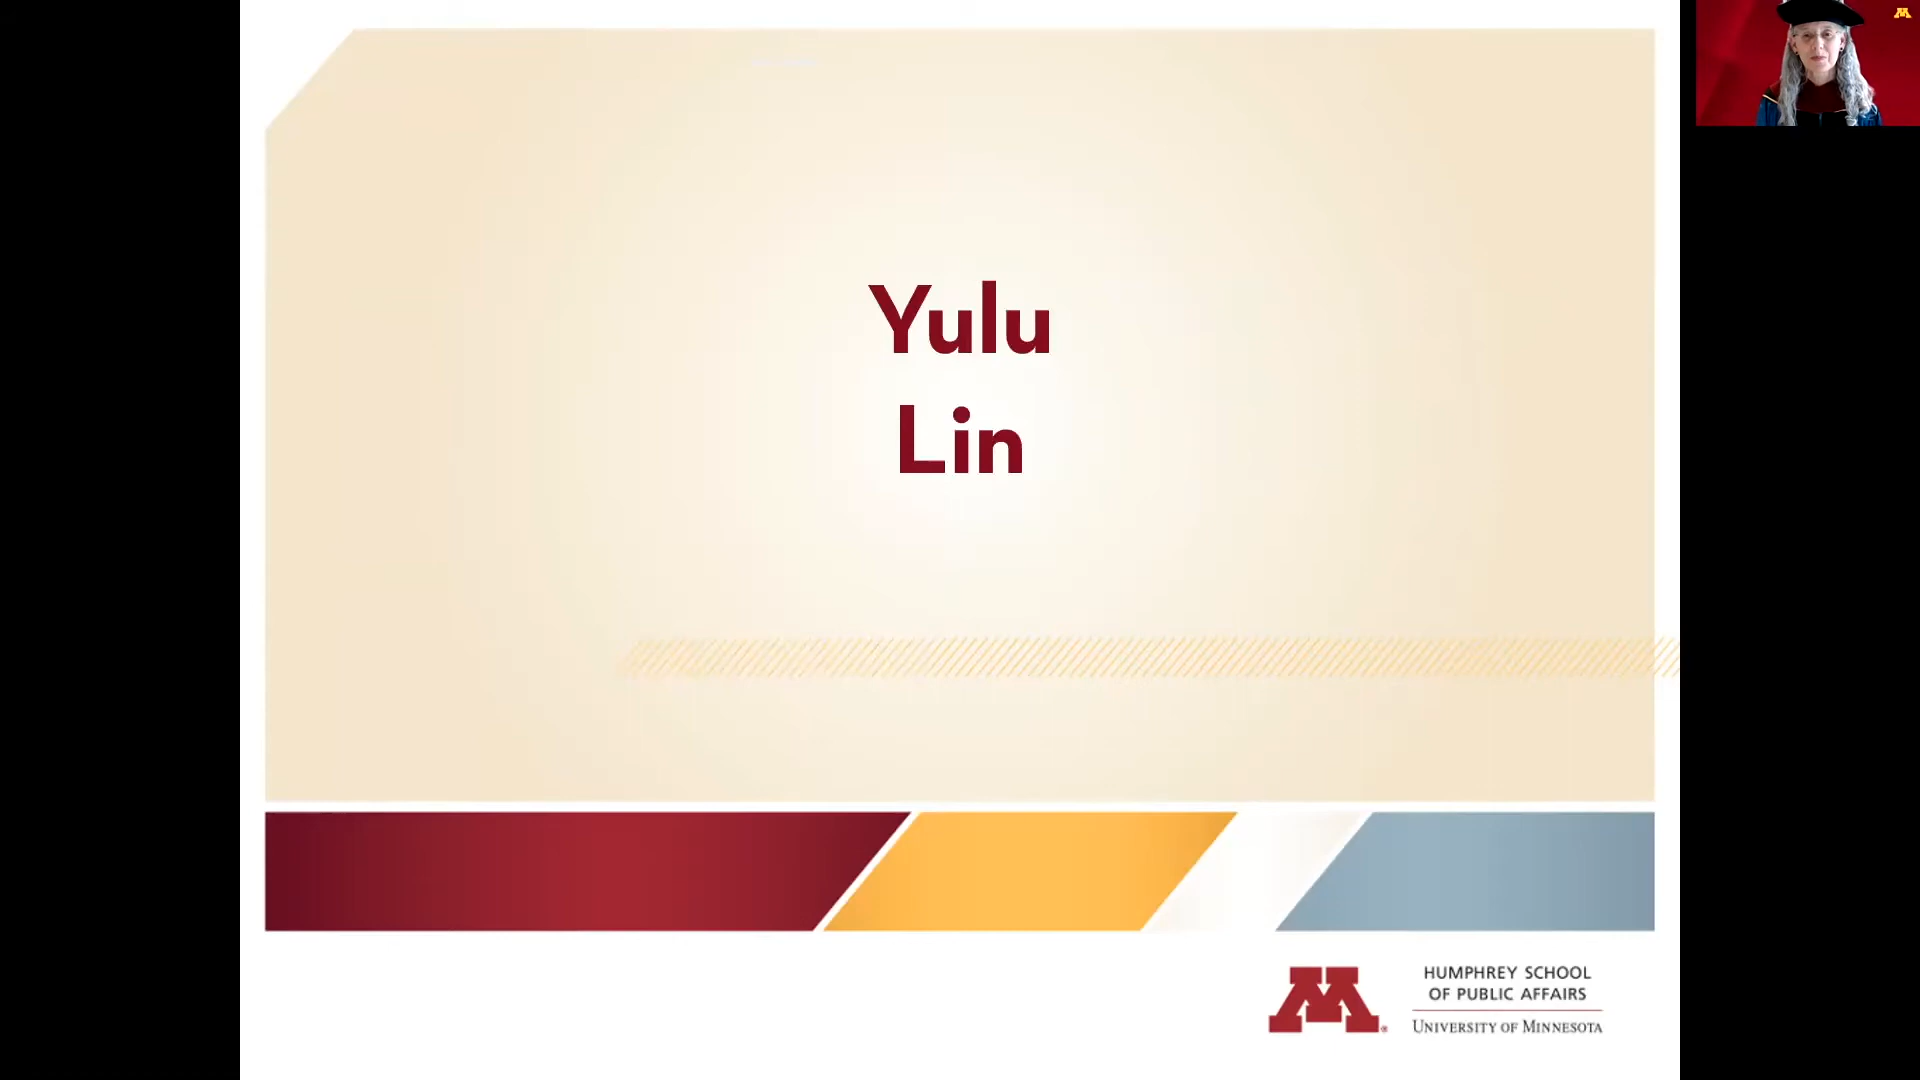 Yulu
Lin
HUMPHREY SCHOOL
OF PUBLIC AFFAIRS
UNIVERSITY OF MINNESOTA